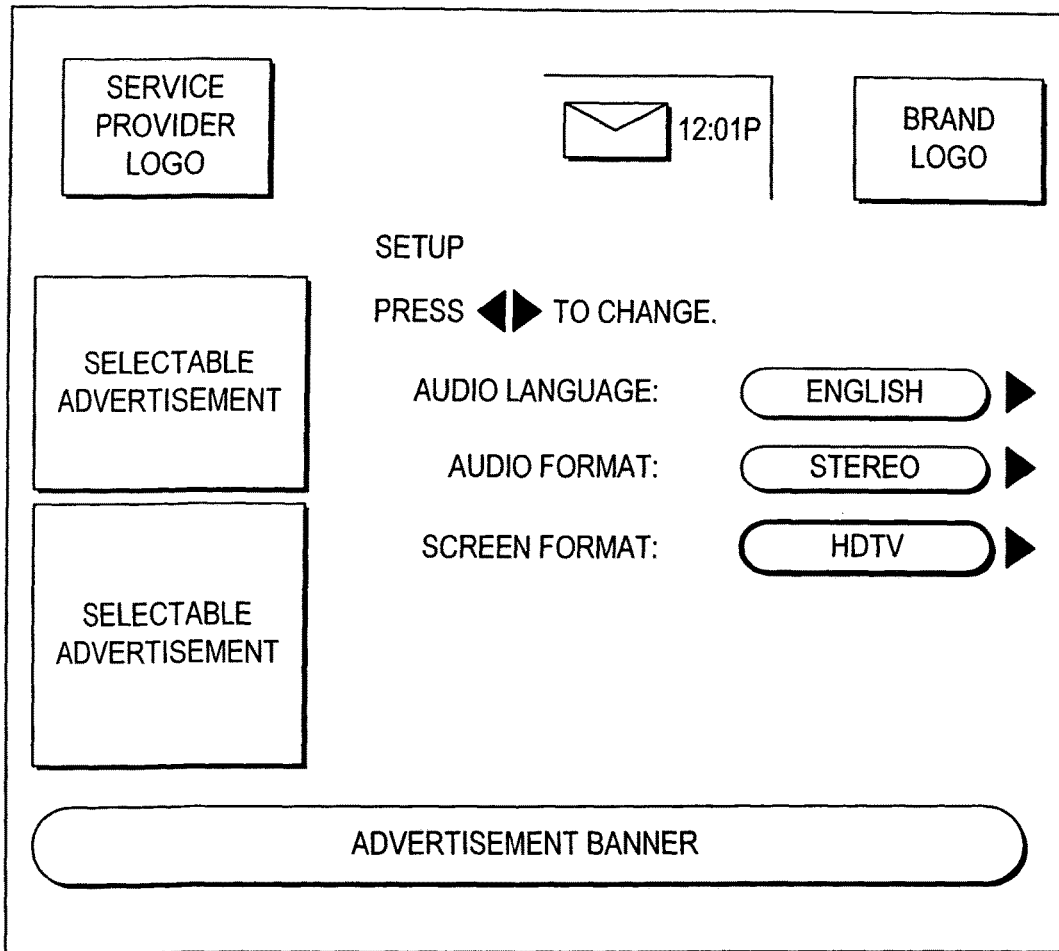 SERVICE
PROVIDER
LOGO
12:01P
BRAND
LOGO
SETUP
PRESS ◀▶ TO CHANGE.
SELECTABLE
ADVERTISEMENT
AUDIO LANGUAGE: ENGLISH ▶
AUDIO FORMAT: STEREO ▶
SCREEN FORMAT: HDTV ▶
SELECTABLE
ADVERTISEMENT
ADVERTISEMENT BANNER